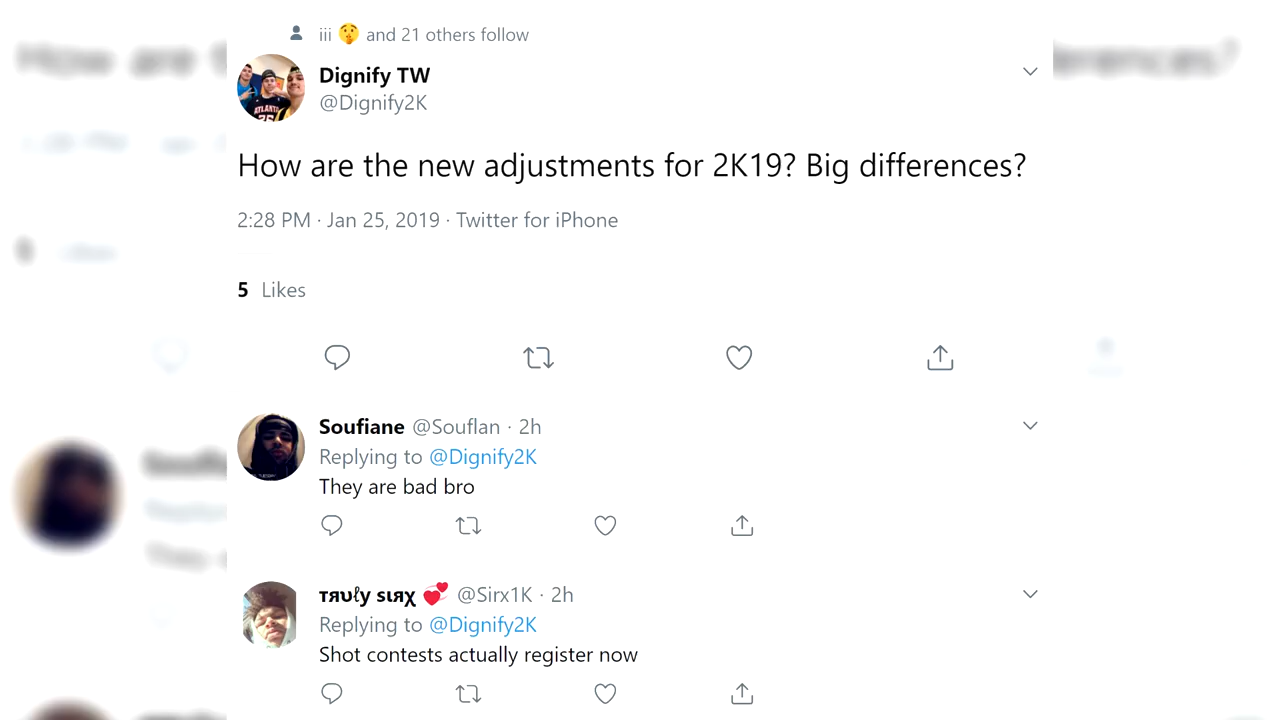 iii 🤫 and 21 others follow
Dignify TW
@Dignify2K
How are the new adjustments for 2K19? Big differences?
2:28 PM · Jan 25, 2019 · Twitter for iPhone
5 Likes
Soufiane @Souflan · 2h
Replying to @Dignify2K
They are bad bro
тяυℓy sιяχ 💞 @Sirx1K · 2h
Replying to @Dignify2K
Shot contests actually register now